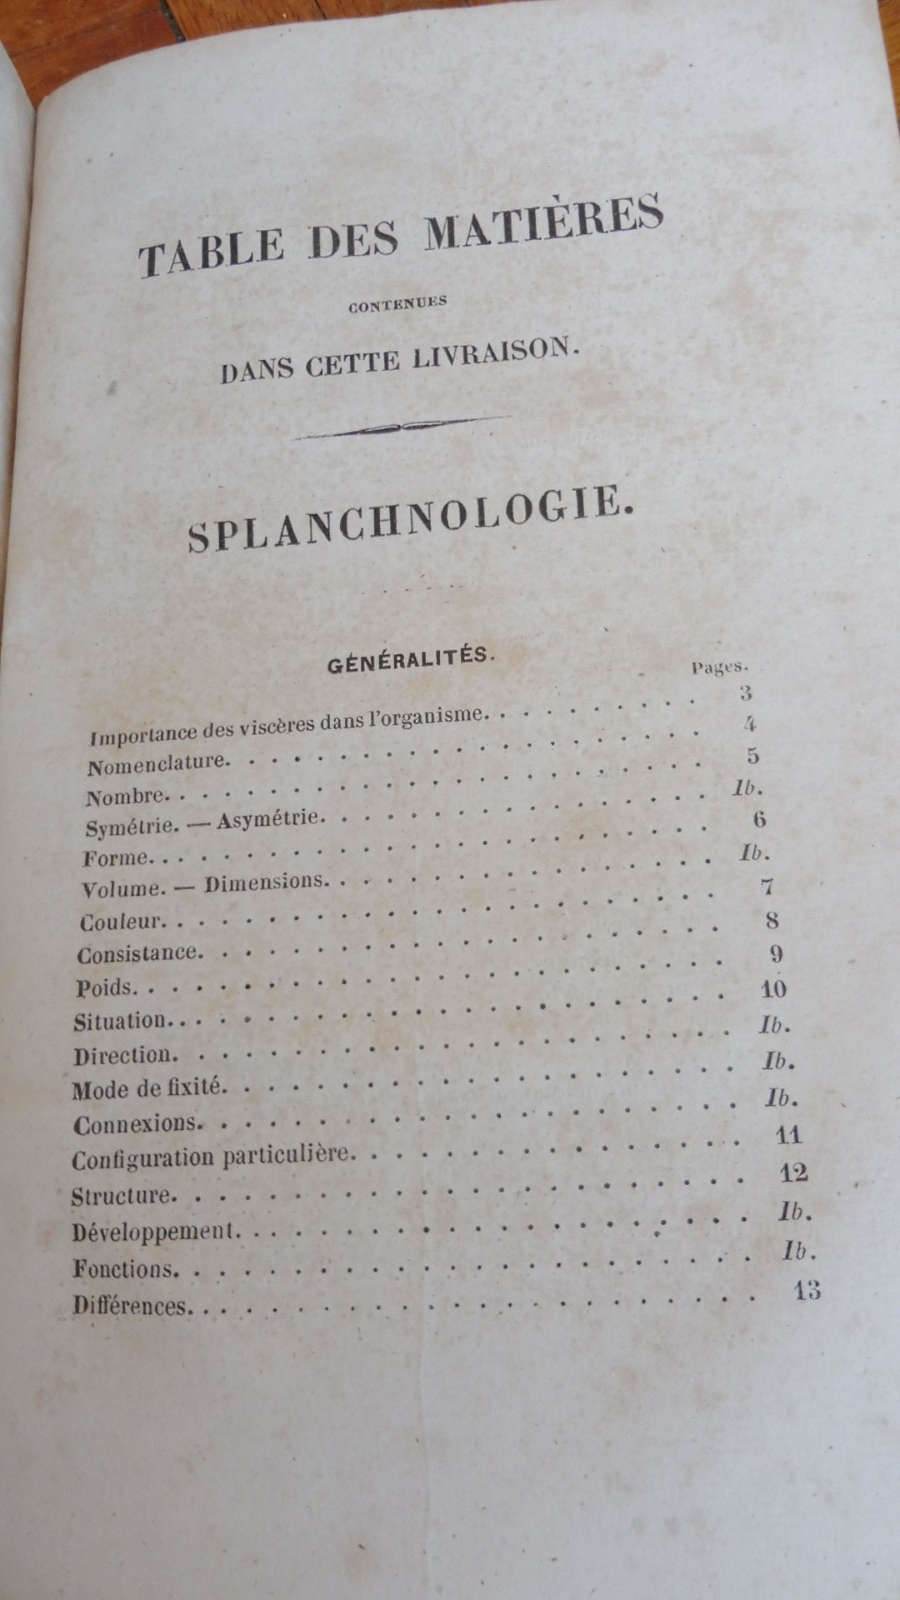 TABLE DES MATIÈRES
CONTENUES
DANS CETTE LIVRAISON.
SPLANCHNOLOGIE.
GÉNÉRALITÉS.
Pages.
Importance des viscères dans l'organisme. . . . . . . . . . 3
Nomenclature. . . . . . . . . . . . . . . . . . . . 4
Nombre. . . . . . . . . . . . . . . . . . . . . . 5
Symétrie. — Asymétrie. . . . . . . . . . . . . . . . . Ib.
Forme. . . . . . . . . . . . . . . . . . . . . . . 6
Volume. — Dimensions. . . . . . . . . . . . . . . . . Ib.
Couleur. . . . . . . . . . . . . . . . . . . . . . 7
Consistance. . . . . . . . . . . . . . . . . . . . . 8
Poids. . . . . . . . . . . . . . . . . . . . . . . 9
Situation. . . . . . . . . . . . . . . . . . . . . . 10
Direction. . . . . . . . . . . . . . . . . . . . . . Ib.
Mode de fixité. . . . . . . . . . . . . . . . . . . . Ib.
Connexions. . . . . . . . . . . . . . . . . . . . . Ib.
Configuration particulière. . . . . . . . . . . . . . . . 11
Structure. . . . . . . . . . . . . . . . . . . . . . 12
Développement. . . . . . . . . . . . . . . . . . . . Ib.
Fonctions. . . . . . . . . . . . . . . . . . . . . . Ib.
Différences. . . . . . . . . . . . . . . . . . . . . 13